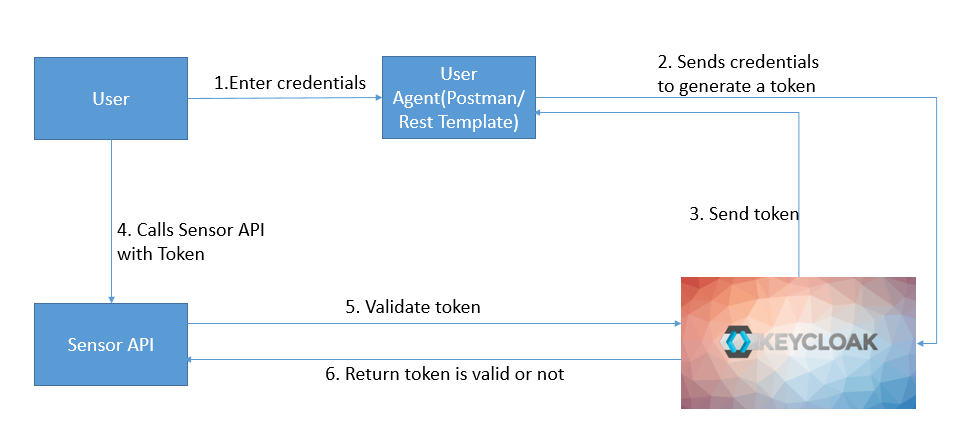 User
1.Enter credentials
User
Agent(Postman/
Rest Template)
2. Sends credentials
to generate a token
3. Send token
4. Calls Sensor API
with Token
5. Validate token
KEYCLOAK
Sensor API
6. Return token is valid or not